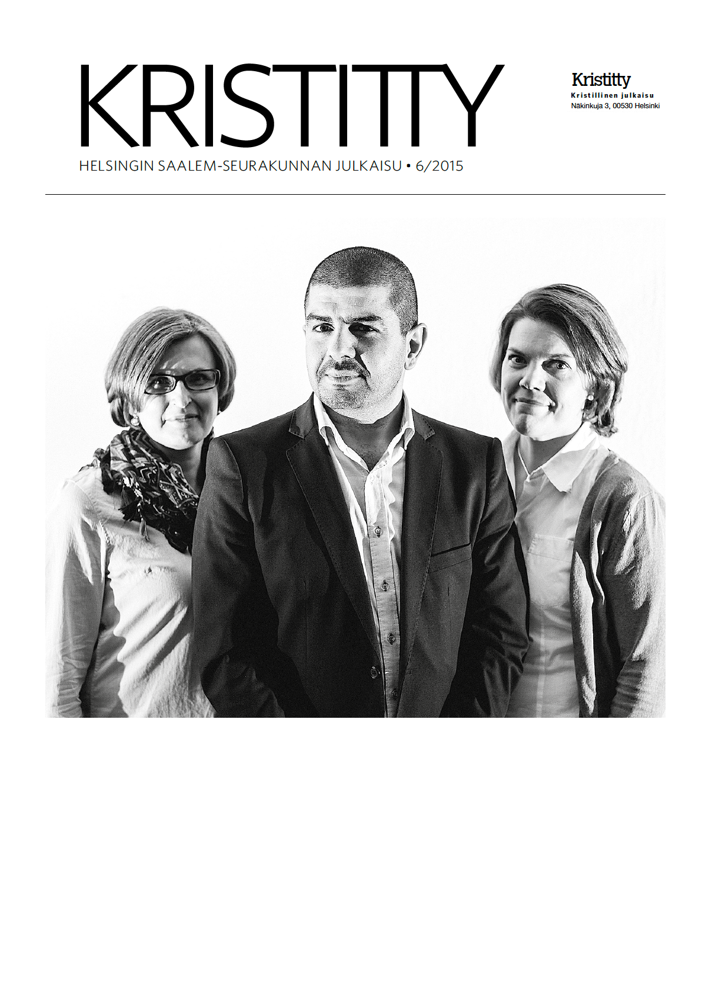 KRISTITTY
HELSINGIN SAALEM-SEURAKUNNAN JULKAISU • 6/2015
Kristitty
Kristillinen julkaisu
Näkinkuja 3, 00530 Helsinki